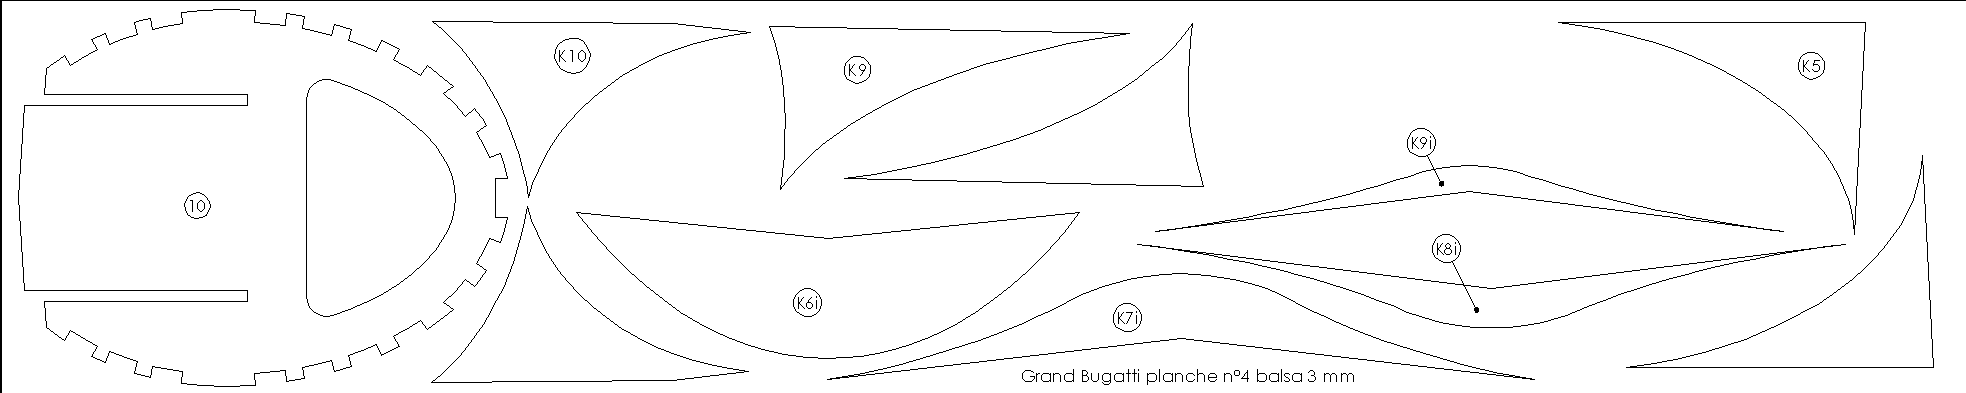 K10
K9
K5
K9i
10
K8i
K6i
K7i
Grand Bugatti planche n°4 balsa 3 mm